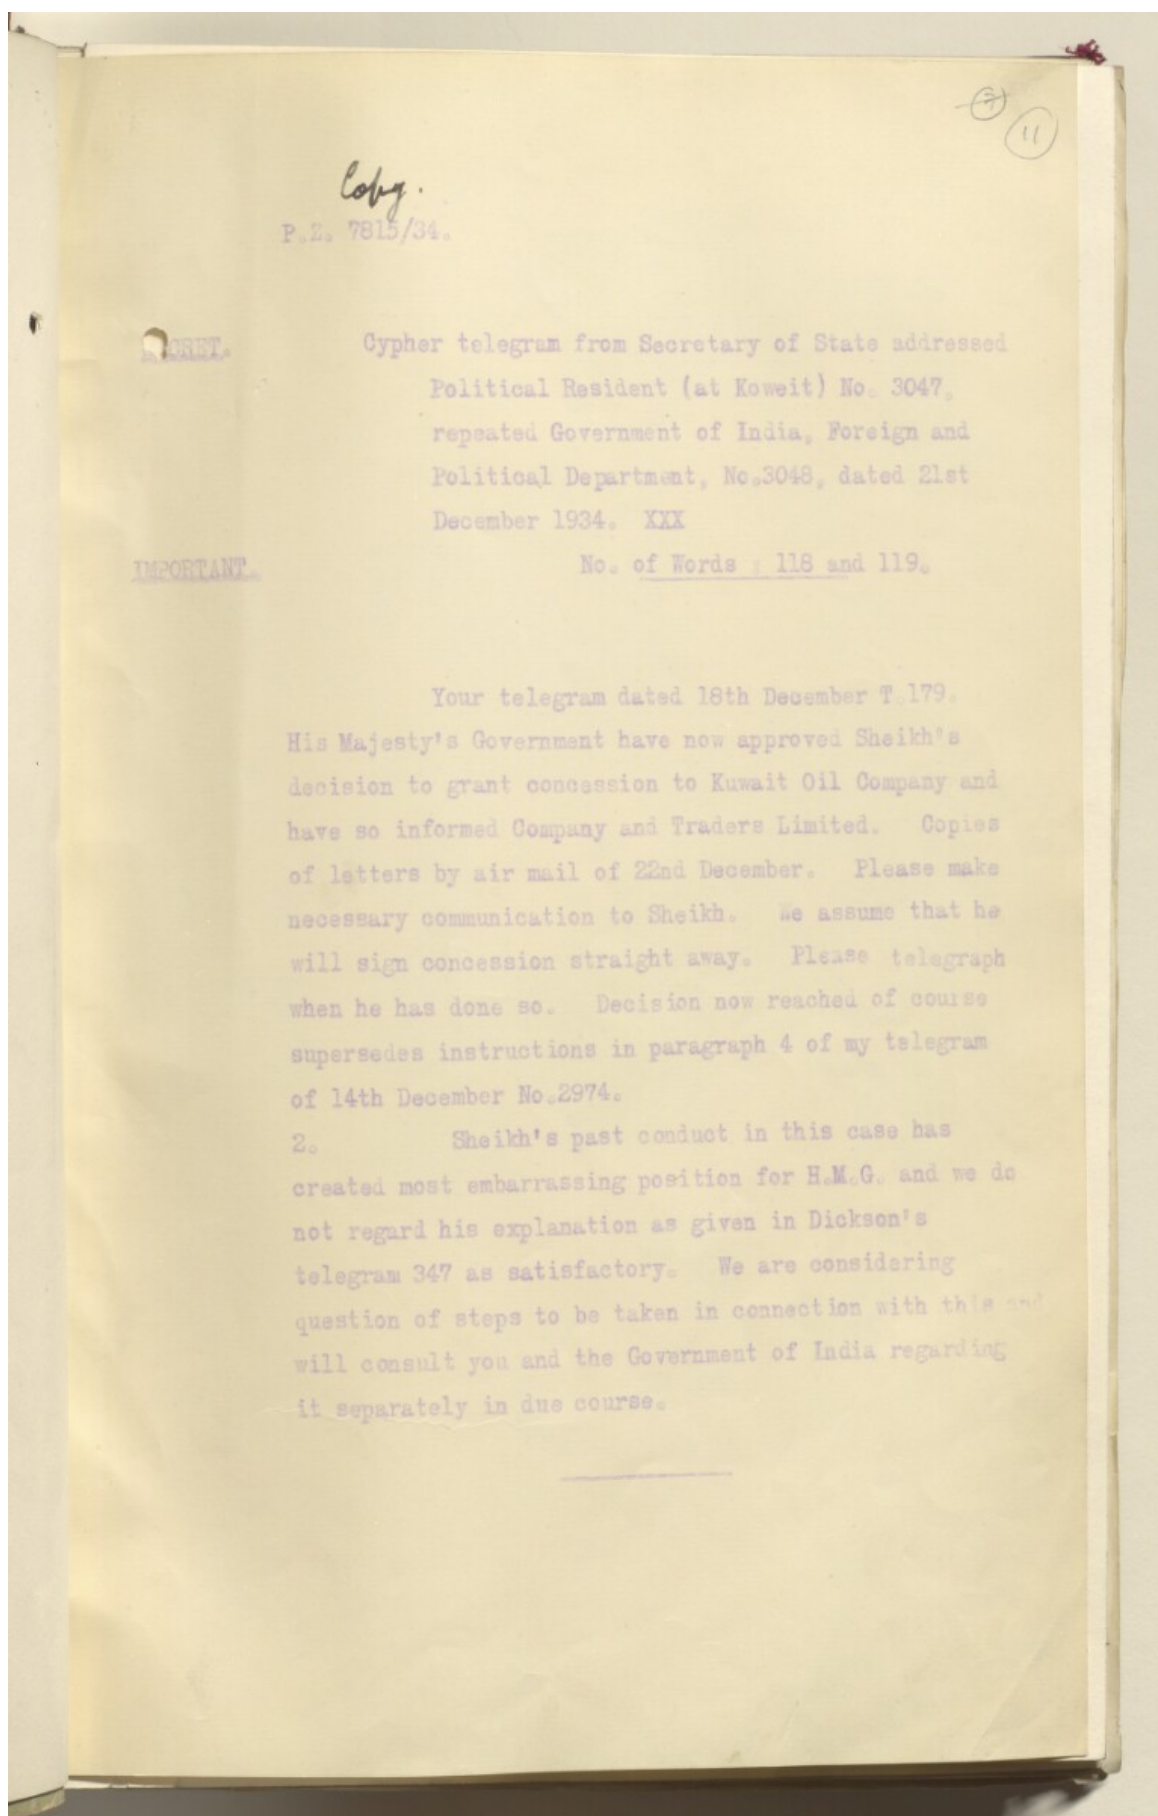 7
11
Copy.
P.Z. 7815/34.
SECRET. Cypher telegram from Secretary of State addressed
Political Resident (at Koweit) No. 3047,
repeated Government of India, Foreign and
Political Department, No.3048, dated 21st
December 1934. XXX
IMPORTANT. No. of Words : 118 and 119.
Your telegram dated 18th December T.179.
His Majesty's Government have now approved Sheikh's
decision to grant concession to Kuwait Oil Company and
have so informed Company and Traders Limited. Copies
of letters by air mail of 22nd December. Please make
necessary communication to Sheikh. We assume that he
will sign concession straight away. Please telegraph
when he has done so. Decision now reached of course
supersedes instructions in paragraph 4 of my telegram
of 14th December No.2974.
2. Sheikh's past conduct in this case has
created most embarrassing position for H.M.G. and we do
not regard his explanation as given in Dickson's
telegram 347 as satisfactory. We are considering
question of steps to be taken in connection with this and
will consult you and the Government of India regarding
it separately in due course.